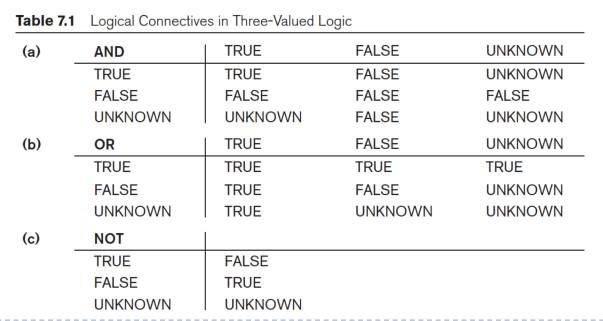 Table 7.1 Logical Connectives in Three-Valued Logic
(a) AND TRUE FALSE UNKNOWN
TRUE TRUE FALSE UNKNOWN
FALSE FALSE FALSE FALSE
UNKNOWN UNKNOWN FALSE UNKNOWN
(b) OR TRUE FALSE UNKNOWN
TRUE TRUE TRUE TRUE
FALSE TRUE FALSE UNKNOWN
UNKNOWN TRUE UNKNOWN UNKNOWN
(c) NOT
TRUE FALSE
FALSE TRUE
UNKNOWN UNKNOWN